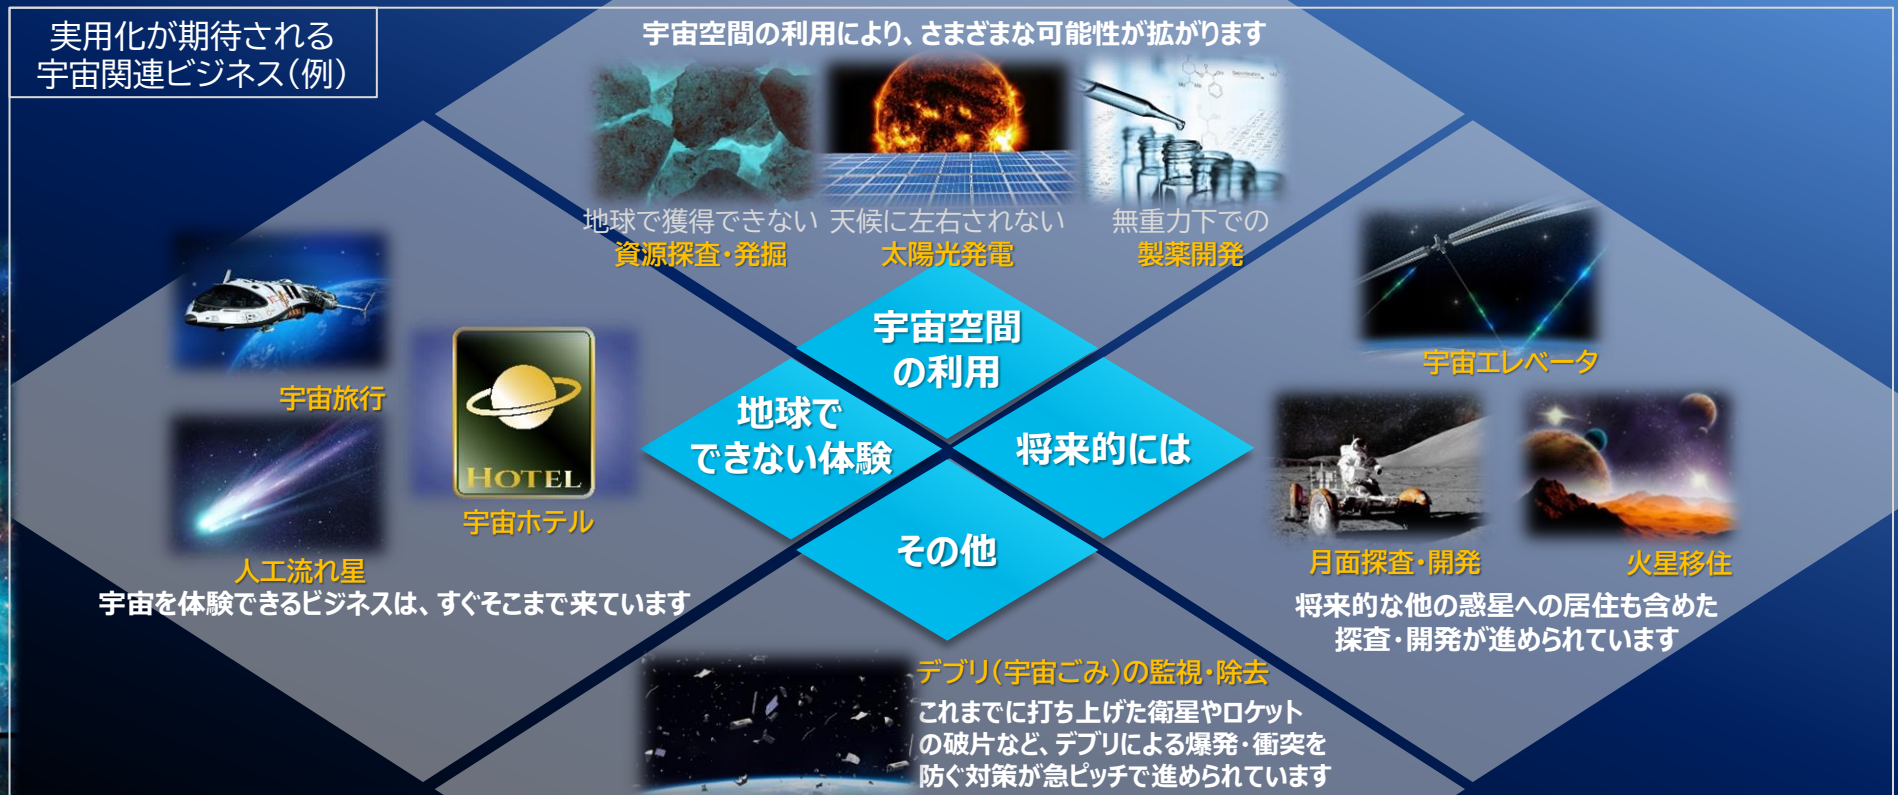 実用化が期待される
宇宙関連ビジネス(例)
宇宙空間の利用により、さまざまな可能性が拡がります
地球で獲得できない
資源探査・発掘
天候に左右されない
太陽光発電
無重力下での
製薬開発
宇宙空間
の利用
地球で
できない体験
将来的には
その他
宇宙旅行
HOTEL
宇宙ホテル
人工流れ星
宇宙を体験できるビジネスは、すぐそこまで来ています
宇宙エレベータ
月面探査・開発
火星移住
将来的な他の惑星への居住も含めた
探査・開発が進められています
デブリ(宇宙ごみ)の監視・除去
これまでに打ち上げた衛星やロケット
の破片など、デブリによる爆発・衝突を
防ぐ対策が急ピッチで進められています